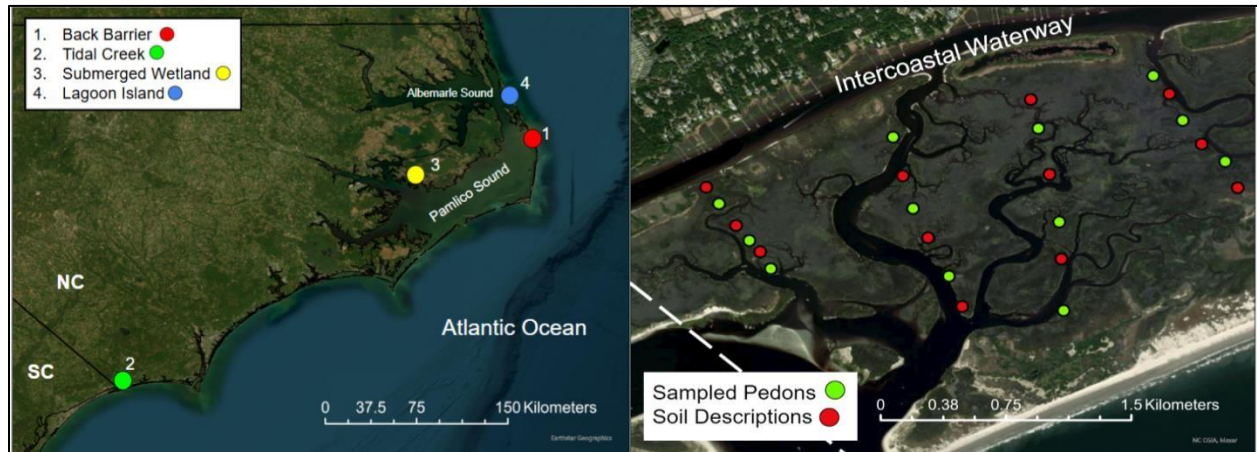 1. Back Barrier
2. Tidal Creek
3. Submerged Wetland
4. Lagoon Island
4
Albemarle Sound
1
3
Pamlico Sound
NC
Atlantic Ocean
SC
2
0 37.5 75 150 Kilometers
Earthstar Geographics
Intercoastal Waterway
Sampled Pedons
Soil Descriptions
0 0.38 0.75 1.5 Kilometers
NC CGIA, Maxar